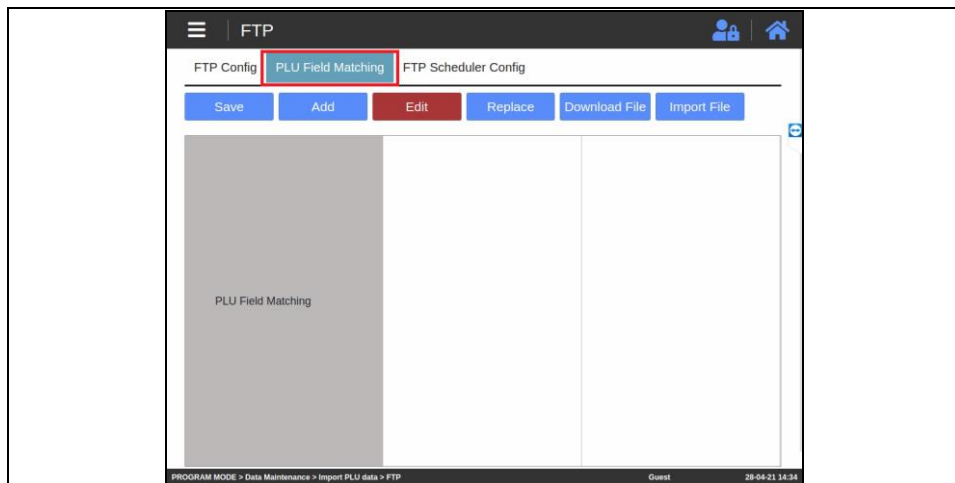 FTP
FTP Config PLU Field Matching FTP Scheduler Config
Save Add Edit Replace Download File Import File
PLU Field Matching
PROGRAM MODE > Data Maintenance > Import PLU data > FTP Guest 28-04-21 14:34